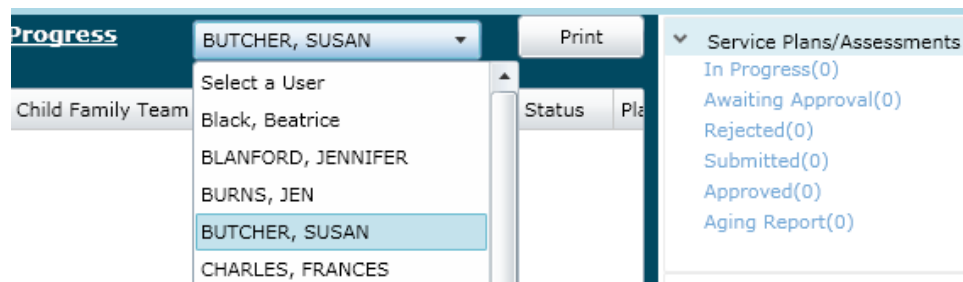 Progress
BUTCHER, SUSAN
Print
Select a User
Black, Beatrice
BLANFORD, JENNIFER
BURNS, JEN
BUTCHER, SUSAN
CHARLES, FRANCES
Child Family Team
Status
Pla
Service Plans/Assessments
In Progress(0)
Awaiting Approval(0)
Rejected(0)
Submitted(0)
Approved(0)
Aging Report(0)